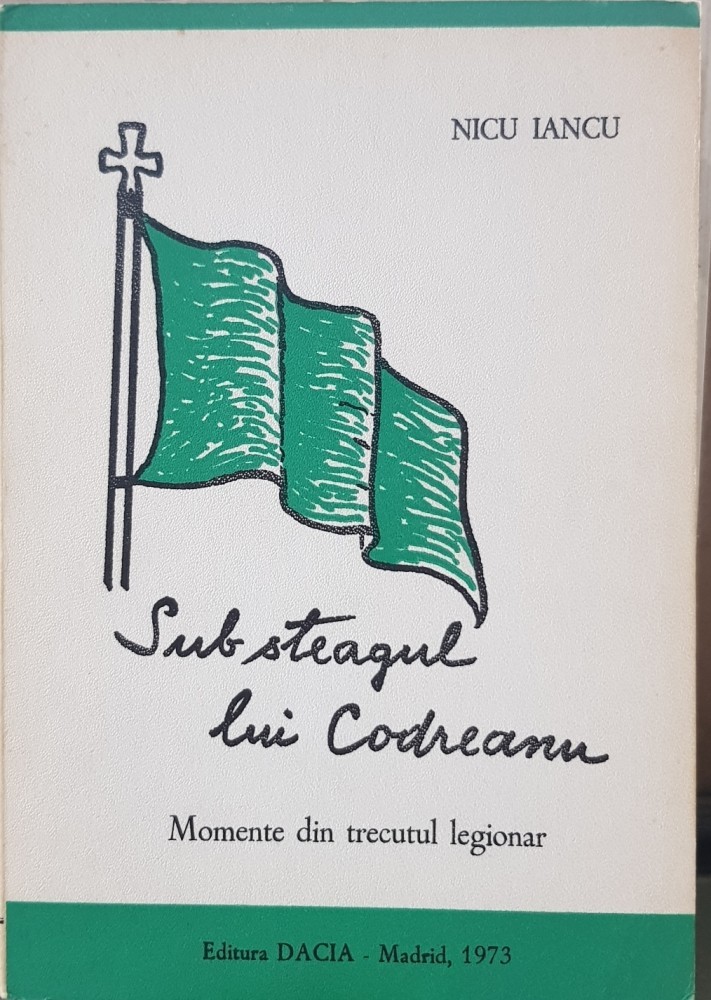 NICU IANCU
Sub steagul
lui Codreanu
Momente din trecutul legionar
Editura DACIA - Madrid, 1973